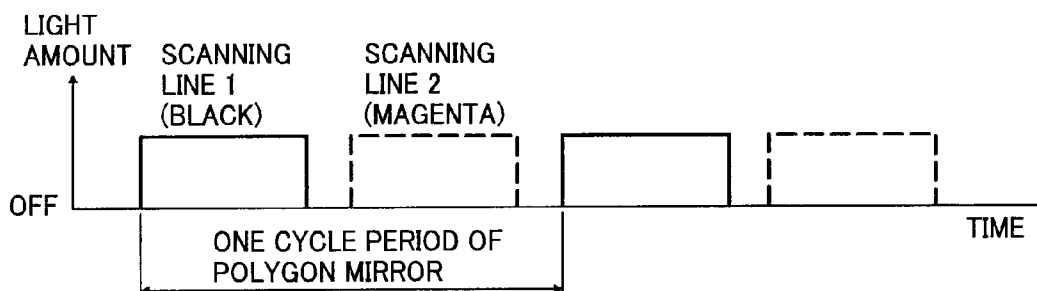 LIGHT
AMOUNT
SCANNING
LINE 1
(BLACK)
SCANNING
LINE 2
(MAGENTA)
OFF
TIME
ONE CYCLE PERIOD OF
POLYGON MIRROR